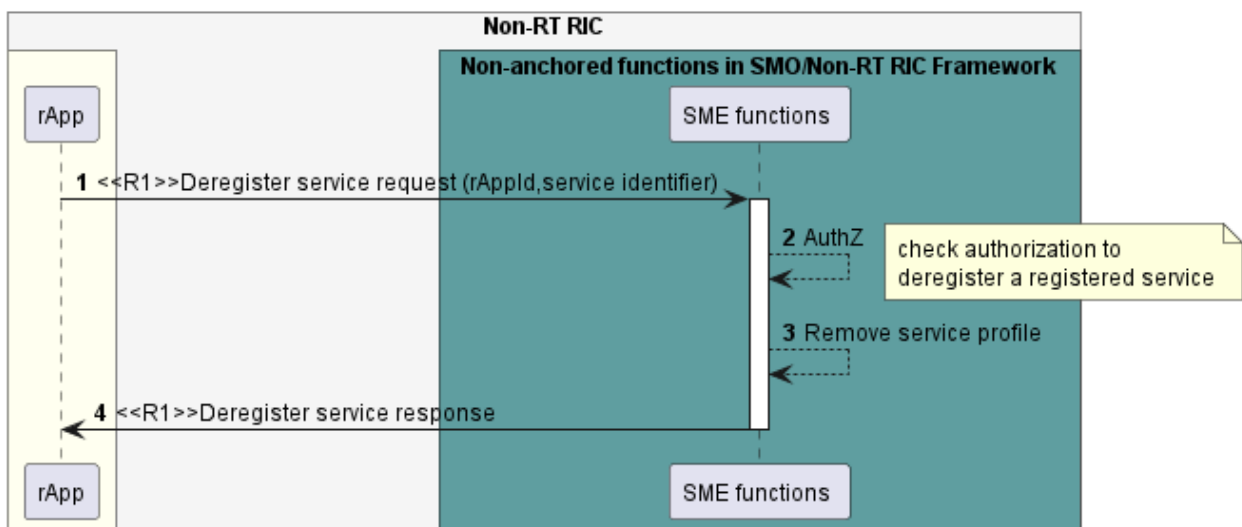 Non-RT RIC
Non-anchored functions in SMO/Non-RT RIC Framework
rApp
SME functions
1 <<R1>>Deregister service request (rAppId,service identifier)
2 AuthZ
check authorization to
deregister a registered service
3 Remove service profile
4 <<R1>>Deregister service response
rApp
SME functions